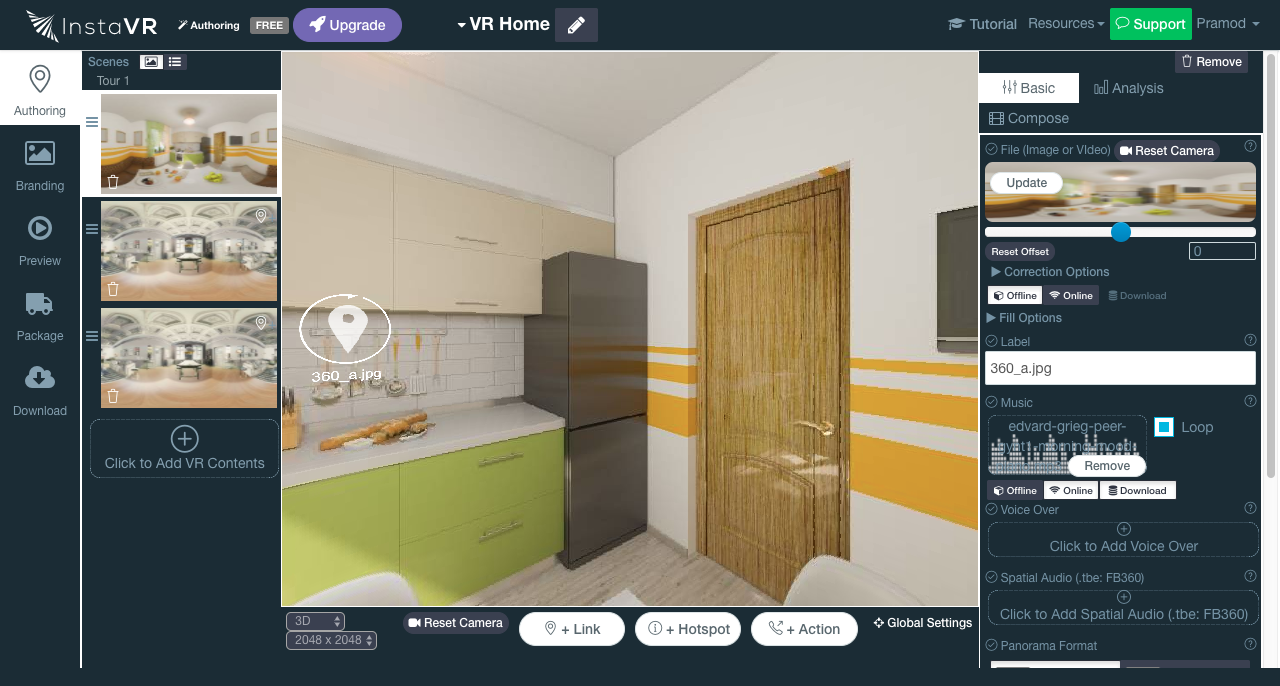 InstaVR
Authoring
FREE
Upgrade
VR Home
Tutorial
Resources
Support
Pramod
Authoring
Branding
Preview
Package
Download
Scenes
Tour 1
Click to Add VR Contents
360_a.jpg
3D
2048 x 2048
Reset Camera
+ Link
+ Hotspot
+ Action
Global Settings
Remove
Basic
Analysis
Compose
File (Image or VIdeo)
Reset Camera
Update
Reset Offset
0
Correction Options
Offline
Online
Download
Fill Options
Label
360_a.jpg
Music
edvard-grieg-peer-
Loop
Remove
Offline
Online
Download
Voice Over
Click to Add Voice Over
Spatial Audio (.tbe: FB360)
Click to Add Spatial Audio (.tbe: FB360)
Panorama Format